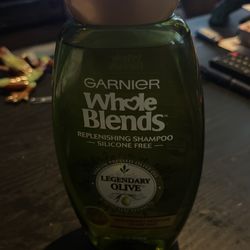 GARNIER
Whole
Blends
REPLENISHING SHAMPOO
SILICONE FREE
LEGENDARY
OLIVE